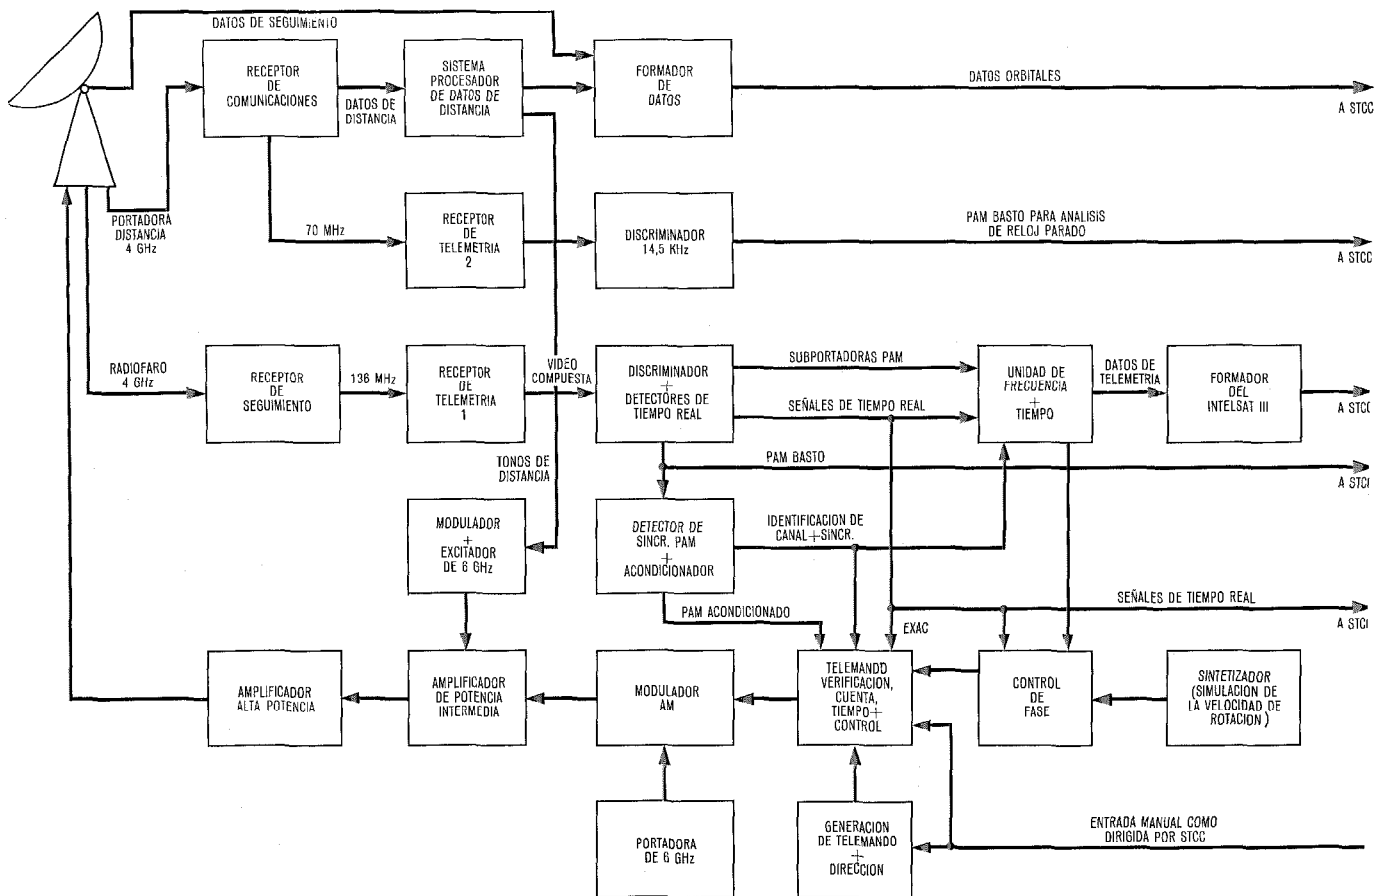 DATOS DE SEGUIMIENTO
RECEPTOR
DE
COMUNICACIONES
DATOS DE
DISTANCIA
SISTEMA
PROCESADOR
DE DATOS DE
DISTANCIA
FORMADOR
DE
DATOS
DATOS ORBITALES
A STCC
PORTADORA
DISTANCIA
4 GHz
70 MHz
RECEPTOR
DE
TELEMETRIA
2
DISCRIMINADOR
14,5 KHz
PAM BASTO PARA ANALISIS
DE RELOJ PARADO
A STCC
RADIOFARO
4 GHz
RECEPTOR
DE
SEGUIMIENTO
136 MHz
RECEPTOR
DE
TELEMETRIA
1
VIDEO
COMPUESTA
DISCRIMINADOR
+
DETECTORES DE
TIEMPO REAL
SUBPORTADORAS PAM
SEÑALES DE TIEMPO REAL
UNIDAD DE
FRECUENCIA
+
TIEMPO
DATOS DE
TELEMETRIA
FORMADOR
DEL
INTELSAT III
A STCC
PAM BASTO
A STCC
TONOS DE
DISTANCIA
MODULADOR
+
EXCITADOR
DE 6 GHz
DETECTOR DE
SINCR. PAM
+
ACONDICIONADOR
IDENTIFICACION DE
CANAL+SINCR.
PAM ACONDICIONADO
EXAC
SEÑALES DE TIEMPO REAL
A STCC
AMPLIFICADOR
ALTA POTENCIA
AMPLIFICADOR
DE POTENCIA
INTERMEDIA
MODULADOR
AM
TELEMANDO
VERIFICACION,
CUENTA,
TIEMPO+
CONTROL
CONTROL
DE
FASE
SINTETIZADOR
(SIMULACION DE
LA VELOCIDAD DE
ROTACION)
PORTADORA
DE 6 GHz
GENERACION
DE TELEMANDO
+
DIRECCION
ENTRADA MANUAL COMO
DIRIGIDA POR STCC